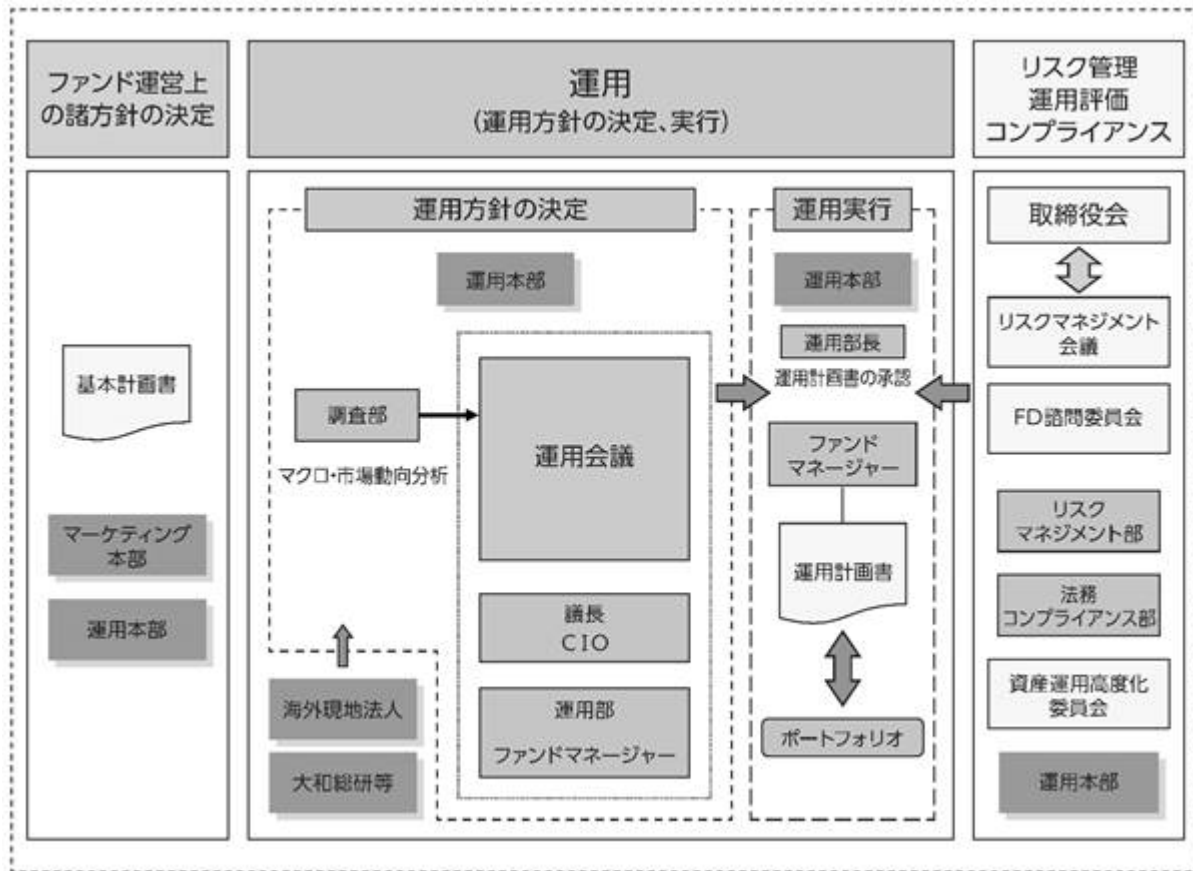 ファンド運営上
の諸方針の決定
運用
(運用方針の決定、実行)
リスク管理
運用評価
コンプライアンス
基本計画書
マーケティング
本部
運用本部
運用方針の決定
運用本部
調査部
マクロ・市場動向分析
運用会議
議長
CIO
運用部
ファンドマネージャー
海外現地法人
大和総研等
運用実行
運用本部
運用部長
運用計画書の承認
ファンド
マネージャー
運用計画書
ポートフォリオ
取締役会
リスクマネジメント
会議
FD諮問委員会
リスク
マネジメント部
法務
コンプライアンス部
資産運用高度化
委員会
運用本部